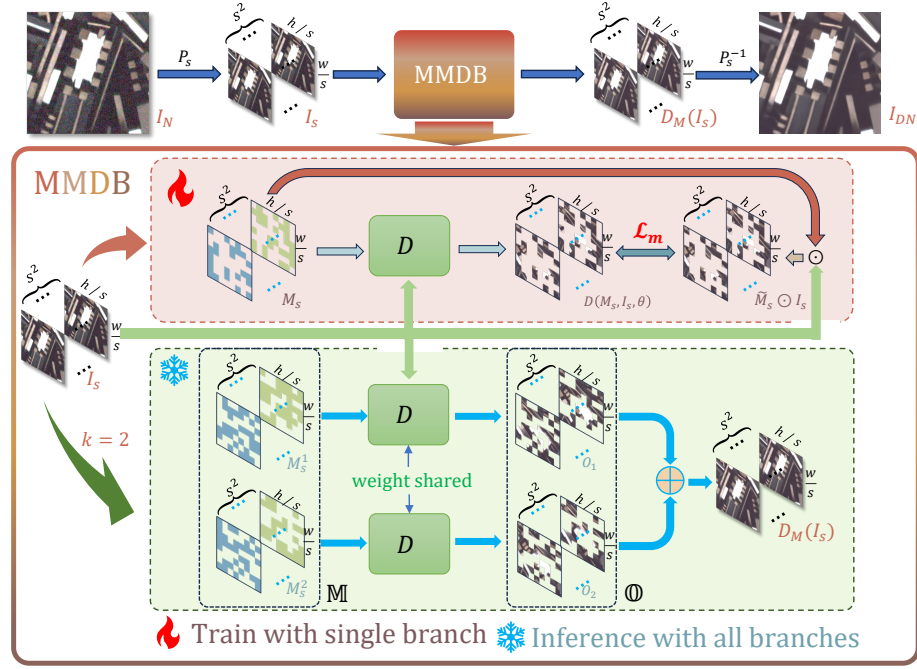 S² h/s S² h/s
P_s MMDB P_s^{-1}
w/s w/s
I_N I_s D_M(I_s) I_DN
MMDB
S² h/s S² h/s S² h/s
w/s D 𝓛_m w/s w/s ⊙
M_s D(M_s, I_s, θ) M̃_s ⊙ I_s
S² h/s
w/s
I_s
k = 2
S² h/s S² h/s
w/s D w/s
M_s^1 O_1
S² h/s
weight shared
w/s
S² h/s S² h/s
w/s D w/s
D_M(I_s)
M_s^2 𝕄 O_2 𝕆
Train with single branch Inference with all branches